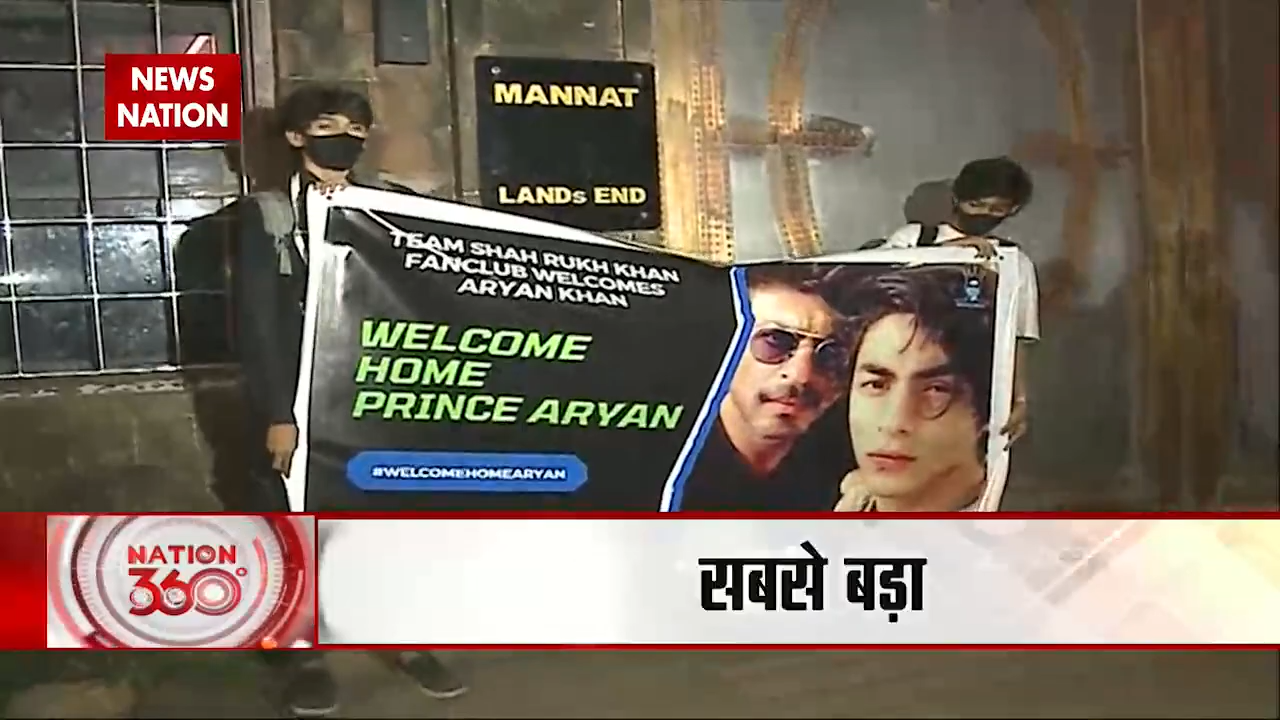 NEWS
NATION
MANNAT
LANDs END
TEAM SHAH RUKH KHAN
FANCLUB WELCOMES
ARYAN KHAN
WELCOME
HOME
PRINCE ARYAN
#WELCOMEHOMEARYAN
NATION
360°
सबसे बड़ा